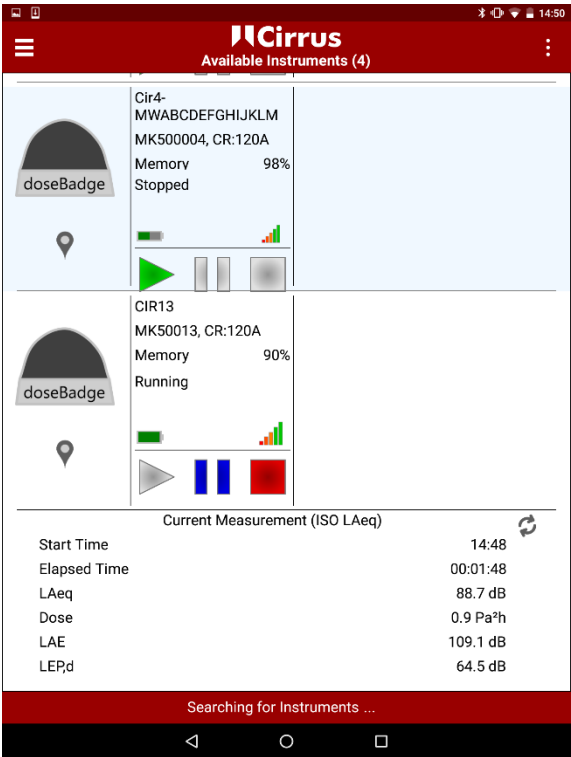 14:50
Cirrus
Available Instruments (4)
Cir4-
MWABCDEFGHIJKLM
MK500004, CR:120A
Memory 98%
Stopped
doseBadge
CIR13
MK50013, CR:120A
Memory 90%
Running
doseBadge
Current Measurement (ISO LAeq)
Start Time 14:48
Elapsed Time 00:01:48
LAeq 88.7 dB
Dose 0.9 Pa²h
LAE 109.1 dB
LEP,d 64.5 dB
Searching for Instruments ...